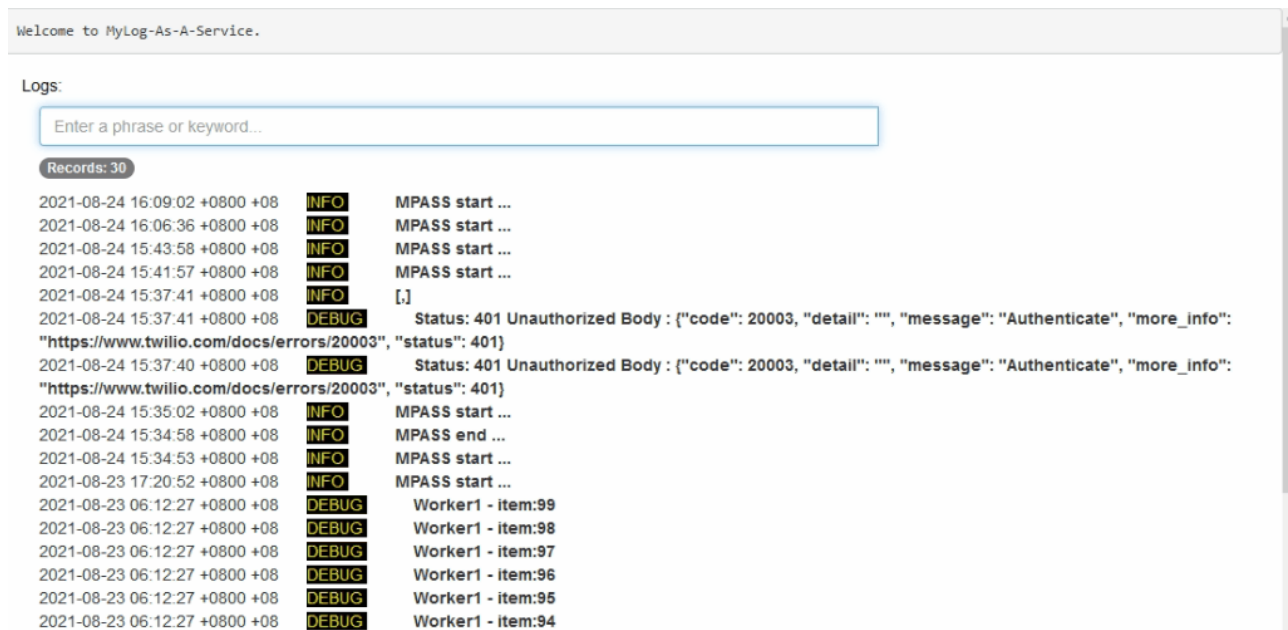 Welcome to MyLog-As-A-Service.
Logs:
Enter a phrase or keyword...
Records: 30
2021-08-24 16:09:02 +0800 +08 INFO MPASS start ...
2021-08-24 16:06:36 +0800 +08 INFO MPASS start ...
2021-08-24 15:43:58 +0800 +08 INFO MPASS start ...
2021-08-24 15:41:57 +0800 +08 INFO MPASS start ...
2021-08-24 15:37:41 +0800 +08 INFO [,]
2021-08-24 15:37:41 +0800 +08 DEBUG Status: 401 Unauthorized Body : {"code": 20003, "detail": "", "message": "Authenticate", "more_info":
"https://www.twilio.com/docs/errors/20003", "status": 401}
2021-08-24 15:37:40 +0800 +08 DEBUG Status: 401 Unauthorized Body : {"code": 20003, "detail": "", "message": "Authenticate", "more_info":
"https://www.twilio.com/docs/errors/20003", "status": 401}
2021-08-24 15:35:02 +0800 +08 INFO MPASS start ...
2021-08-24 15:34:58 +0800 +08 INFO MPASS end ...
2021-08-24 15:34:53 +0800 +08 INFO MPASS start ...
2021-08-23 17:20:52 +0800 +08 INFO MPASS start ...
2021-08-23 06:12:27 +0800 +08 DEBUG Worker1 - item:99
2021-08-23 06:12:27 +0800 +08 DEBUG Worker1 - item:98
2021-08-23 06:12:27 +0800 +08 DEBUG Worker1 - item:97
2021-08-23 06:12:27 +0800 +08 DEBUG Worker1 - item:96
2021-08-23 06:12:27 +0800 +08 DEBUG Worker1 - item:95
2021-08-23 06:12:27 +0800 +08 DEBUG Worker1 - item:94